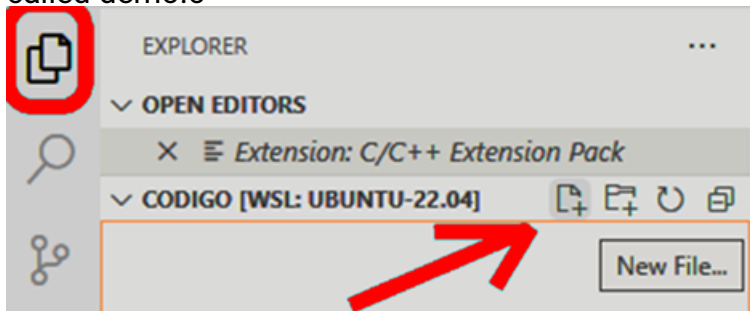 EXPLORER ...
OPEN EDITORS
Extension: C/C++ Extension Pack
CODIGO [WSL: UBUNTU-22.04]
New File...